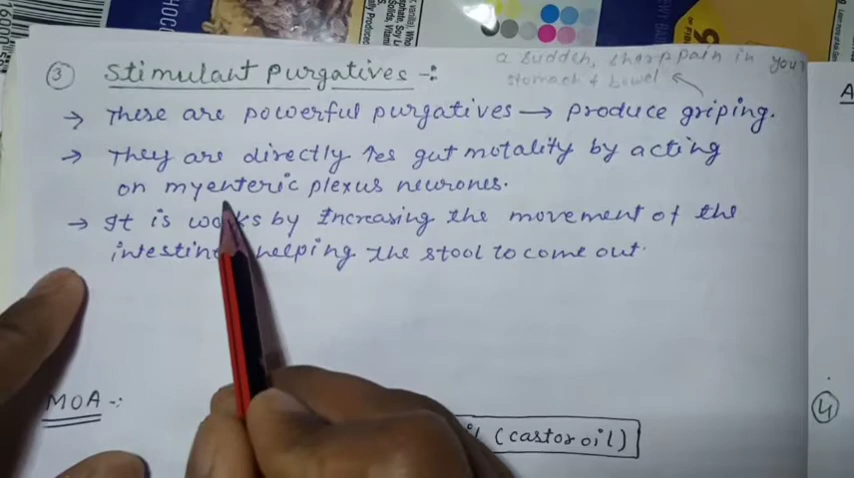 ③ Stimulant Purgatives -:
a sudden, sharp pain in your
stomach & bowel
→ These are powerful purgatives → produce griping.
→ They are directly ↑es gut motality by acting
on myenteric plexus neurones.
→ It is works by Increasing the movement of the
intestine helping the stool to come out.
MOA -:
(castor oil)
A
④
CHOC